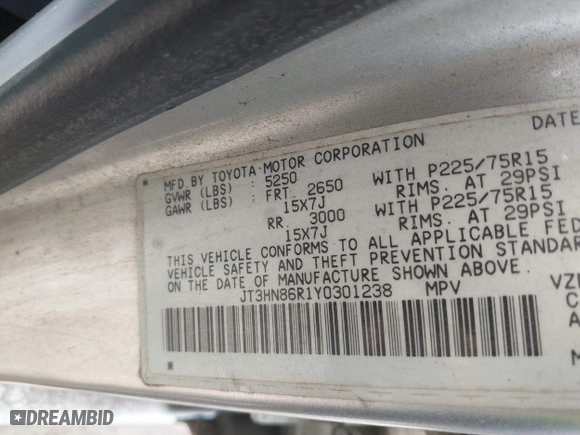 DATE
MFD BY TOYOTA MOTOR CORPORATION
GVWR (LBS) : 5250
GAWR (LBS) : FRT. 2650 WITH P225/75R15
15X7J RIMS. AT 29PSI
RR. 3000 WITH P225/75R15
15X7J RIMS. AT 29PSI
THIS VEHICLE CONFORMS TO ALL APPLICABLE FED
VEHICLE SAFETY AND THEFT PREVENTION STANDAR
ON THE DATE OF MANUFACTURE SHOWN ABOVE.
JT3HN86R1Y0301238 MPV
VZ
C/
A
M
DREAMBID